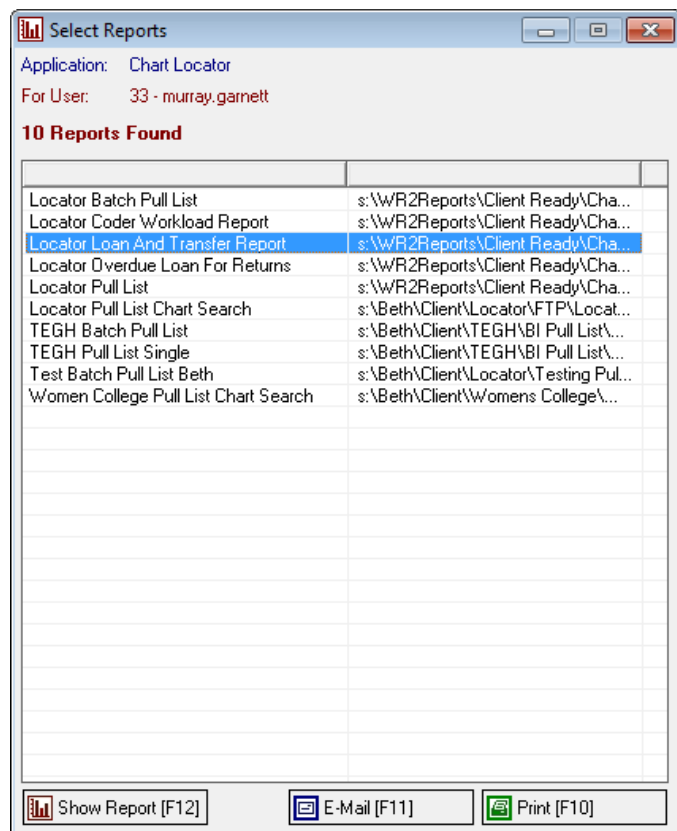 Select Reports
Application: Chart Locator
For User: 33 - murray.garnett
10 Reports Found
Locator Batch Pull List s:\WR2Reports\Client Ready\Cha...
Locator Coder Workload Report s:\WR2Reports\Client Ready\Cha...
Locator Loan And Transfer Report s:\WR2Reports\Client Ready\Cha...
Locator Overdue Loan For Returns s:\WR2Reports\Client Ready\Cha...
Locator Pull List s:\WR2Reports\Client Ready\Cha...
Locator Pull List Chart Search s:\Beth\Client\Locator\FTP\Locat...
TEGH Batch Pull List s:\Beth\Client\TEGH\BI Pull List\...
TEGH Pull List Single s:\Beth\Client\TEGH\BI Pull List\...
Test Batch Pull List Beth s:\Beth\Client\Locator\Testing Pul...
Women College Pull List Chart Search s:\Beth\Client\Womens College\...
Show Report [F12] E-Mail [F11] Print [F10]